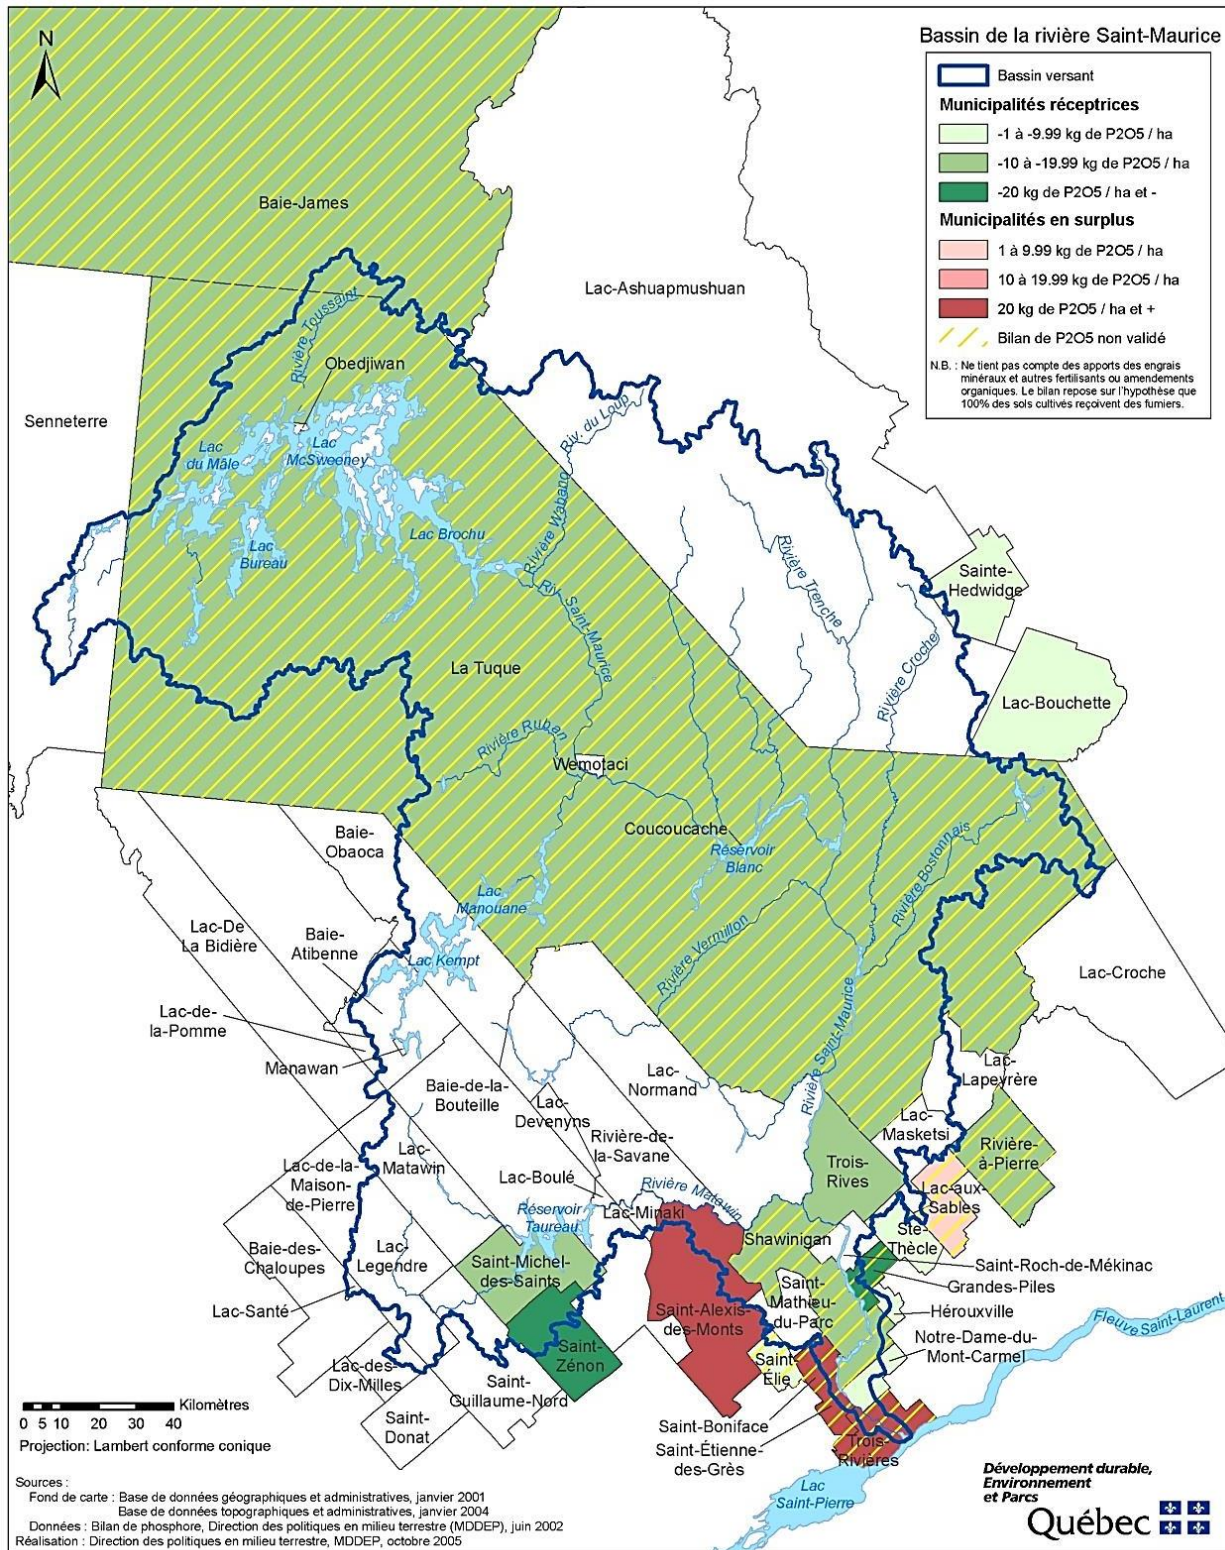 N
Bassin de la rivière Saint-Maurice
Bassin versant
Municipalités réceptrices
-1 à -9.99 kg de P2O5 / ha
-10 à -19.99 kg de P2O5 / ha
-20 kg de P2O5 / ha et -
Municipalités en surplus
1 à 9.99 kg de P2O5 / ha
10 à 19.99 kg de P2O5 / ha
20 kg de P2O5 / ha et +
Bilan de P2O5 non validé
N.B. : Ne tient pas compte des apports des engrais
minéraux et autres fertilisants ou amendements
organiques. Le bilan repose sur l'hypothèse que
100% des sols cultivés reçoivent des fumiers.
Baie-James
Lac-Ashuapmushuan
Rivière Toussaint
Obedjiwan
Senneterre
Lac
du Mâle
Lac
McSweeney
Riv. du Loup
Rivière Wabano
Lac Brochu
Lac
Bureau
Riv. Saint-Maurice
Rivière Trenche
Rivière Croche
Sainte-
Hedwidge
Lac-Bouchette
La Tuque
Rivière Ruban
Wemotaci
Coucoucache
Réservoir
Blanc
Rivière Bostonnais
Baie-
Obaoca
Lac
Manouane
Lac-De
La Bidière
Baie-
Atibenne
Lac Kempt
Rivière Vermillon
Rivière Saint-Maurice
Lac-Croche
Lac-de-
la-Pomme
Manawan
Baie-de-la-
Bouteille
Lac-
Normand
Lac-
Lapeyrère
Lac-
Devenyns
Lac-
Masketsi
Rivière-de-
la-Savane
Rivière-
à-Pierre
Lac-
Matawin
Lac-de-la-
Maison-
de-Pierre
Lac-Boulé
Trois-
Rives
Lac-aux-
Sables
Rivière Matawin
Réservoir
Taureau
Lac-Minaki
Shawinigan
Ste-
Thècle
Baie-des-
Chaloupes
Lac-
Legendre
Saint-Michel-
des-Saints
Saint-Roch-de-Mékinac
Grandes-Piles
Lac-Santé
Saint-
Mathieu-
du-Parc
Saint-Alexis-
des-Monts
Hérouxville
Fleuve Saint-Laurent
Notre-Dame-du-
Mont-Carmel
Saint-
Zénon
Saint-
Élie
Lac-des-
Dix-Milles
Saint-
Guillaume-Nord
Saint-
Donat
Saint-Boniface
Saint-Étienne-
des-Grès
Trois-
Rivières
Lac
Saint-Pierre
Kilomètres
0 5 10 20 30 40
Projection: Lambert conforme conique
Sources :
Fond de carte : Base de données géographiques et administratives, janvier 2001
Base de données topographiques et administratives, janvier 2004
Données : Bilan de phosphore, Direction des politiques en milieu terrestre (MDDEP), juin 2002
Réalisation : Direction des politiques en milieu terrestre, MDDEP, octobre 2005
Développement durable,
Environnement
et Parcs
Québec